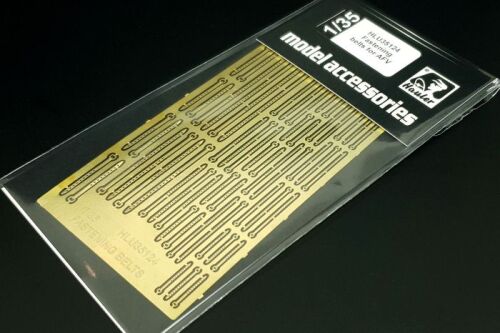 1/35
HLU35124
Fastening
belts for AFV
model accessories
Hauler
HLU35124
FASTENING BELTS